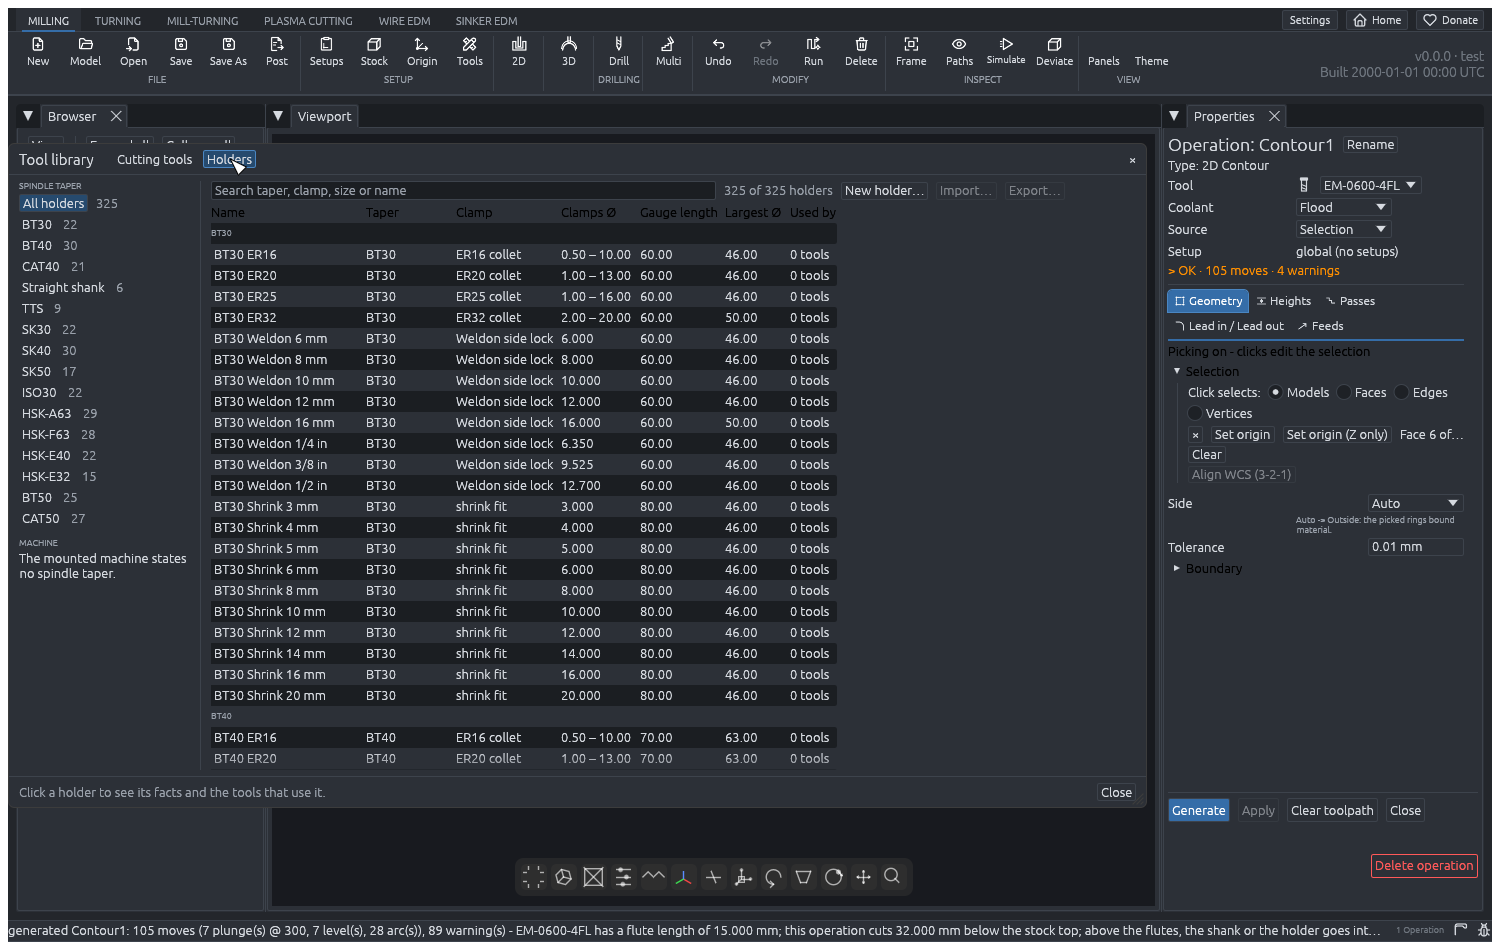 MILLING TURNING MILL-TURNING PLASMA CUTTING WIRE EDM SINKER EDM Settings Home Donate
New Model Open Save Save As Post Setups Stock Origin Tools 2D 3D Drill Multi Undo Redo Run Delete Frame Paths Simulate Deviate Panels Theme
FILE SETUP DRILLING MODIFY INSPECT VIEW
v0.0.0 · test
Built 2000-01-01 00:00 UTC
Browser Viewport Properties
Tool library Cutting tools Holders
SPINDLE TAPER
All holders 325
BT30 22
BT40 30
CAT40 21
Straight shank 6
TTS 9
SK30 22
SK40 30
SK50 17
ISO30 22
HSK-A63 29
HSK-F63 28
HSK-E40 22
HSK-E32 15
BT50 25
CAT50 27
MACHINE
The mounted machine states
no spindle taper.
Search taper, clamp, size or name 325 of 325 holders New holder... Import... Export...
Name Taper Clamp Clamps Ø Gauge length Largest Ø Used by
BT30
BT30 ER16 BT30 ER16 collet 0.50 – 10.00 60.00 46.00 0 tools
BT30 ER20 BT30 ER20 collet 1.00 – 13.00 60.00 46.00 0 tools
BT30 ER25 BT30 ER25 collet 1.00 – 16.00 60.00 46.00 0 tools
BT30 ER32 BT30 ER32 collet 2.00 – 20.00 60.00 50.00 0 tools
BT30 Weldon 6 mm BT30 Weldon side lock 6.000 60.00 46.00 0 tools
BT30 Weldon 8 mm BT30 Weldon side lock 8.000 60.00 46.00 0 tools
BT30 Weldon 10 mm BT30 Weldon side lock 10.000 60.00 46.00 0 tools
BT30 Weldon 12 mm BT30 Weldon side lock 12.000 60.00 46.00 0 tools
BT30 Weldon 16 mm BT30 Weldon side lock 16.000 60.00 50.00 0 tools
BT30 Weldon 1/4 in BT30 Weldon side lock 6.350 60.00 46.00 0 tools
BT30 Weldon 3/8 in BT30 Weldon side lock 9.525 60.00 46.00 0 tools
BT30 Weldon 1/2 in BT30 Weldon side lock 12.700 60.00 46.00 0 tools
BT30 Shrink 3 mm BT30 shrink fit 3.000 80.00 46.00 0 tools
BT30 Shrink 4 mm BT30 shrink fit 4.000 80.00 46.00 0 tools
BT30 Shrink 5 mm BT30 shrink fit 5.000 80.00 46.00 0 tools
BT30 Shrink 6 mm BT30 shrink fit 6.000 80.00 46.00 0 tools
BT30 Shrink 8 mm BT30 shrink fit 8.000 80.00 46.00 0 tools
BT30 Shrink 10 mm BT30 shrink fit 10.000 80.00 46.00 0 tools
BT30 Shrink 12 mm BT30 shrink fit 12.000 80.00 46.00 0 tools
BT30 Shrink 14 mm BT30 shrink fit 14.000 80.00 46.00 0 tools
BT30 Shrink 16 mm BT30 shrink fit 16.000 80.00 46.00 0 tools
BT30 Shrink 20 mm BT30 shrink fit 20.000 80.00 46.00 0 tools
BT40
BT40 ER16 BT40 ER16 collet 0.50 – 10.00 70.00 63.00 0 tools
BT40 ER20 BT40 ER20 collet 1.00 – 13.00 70.00 63.00 0 tools
Click a holder to see its facts and the tools that use it. Close
Operation: Contour1 Rename
Type: 2D Contour
Tool EM-0600-4FL
Coolant Flood
Source Selection
Setup global (no setups)
> OK · 105 moves · 4 warnings
Geometry Heights Passes
Lead in / Lead out Feeds
Picking on - clicks edit the selection
Selection
Click selects: Models Faces Edges
Vertices
× Set origin Set origin (Z only) Face 6 of...
Clear
Align WCS (3-2-1)
Side Auto
Auto -> Outside: the picked rings bound
material.
Tolerance 0.01 mm
Boundary
Generate Apply Clear toolpath Close
Delete operation
generated Contour1: 105 moves (7 plunge(s) @ 300, 7 level(s), 28 arc(s)), 89 warning(s) - EM-0600-4FL has a flute length of 15.000 mm; this operation cuts 32.000 mm below the stock top; above the flutes, the shank or the holder goes int... 1 Operation